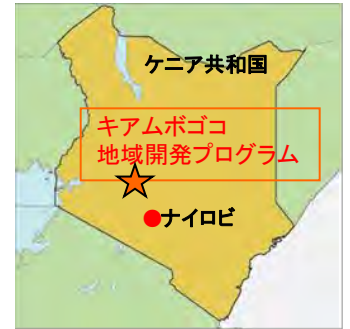 ケニア共和国
キアムボゴコ
地域開発プログラム
ナイロビ